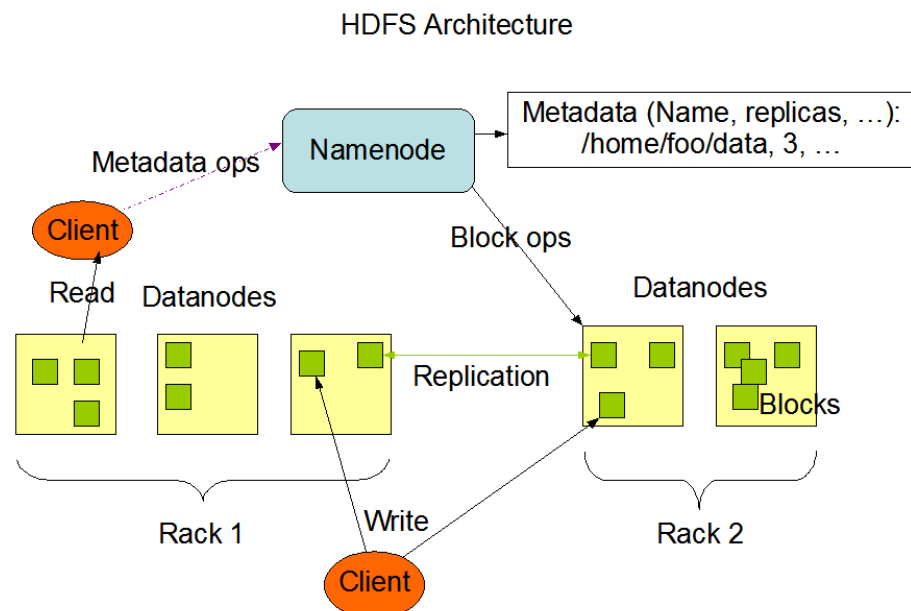 HDFS Architecture
Metadata (Name, replicas, …):
/home/foo/data, 3, …
Namenode
Metadata ops
Client
Block ops
Read
Datanodes
Datanodes
Replication
Blocks
Rack 1
Write
Rack 2
Client